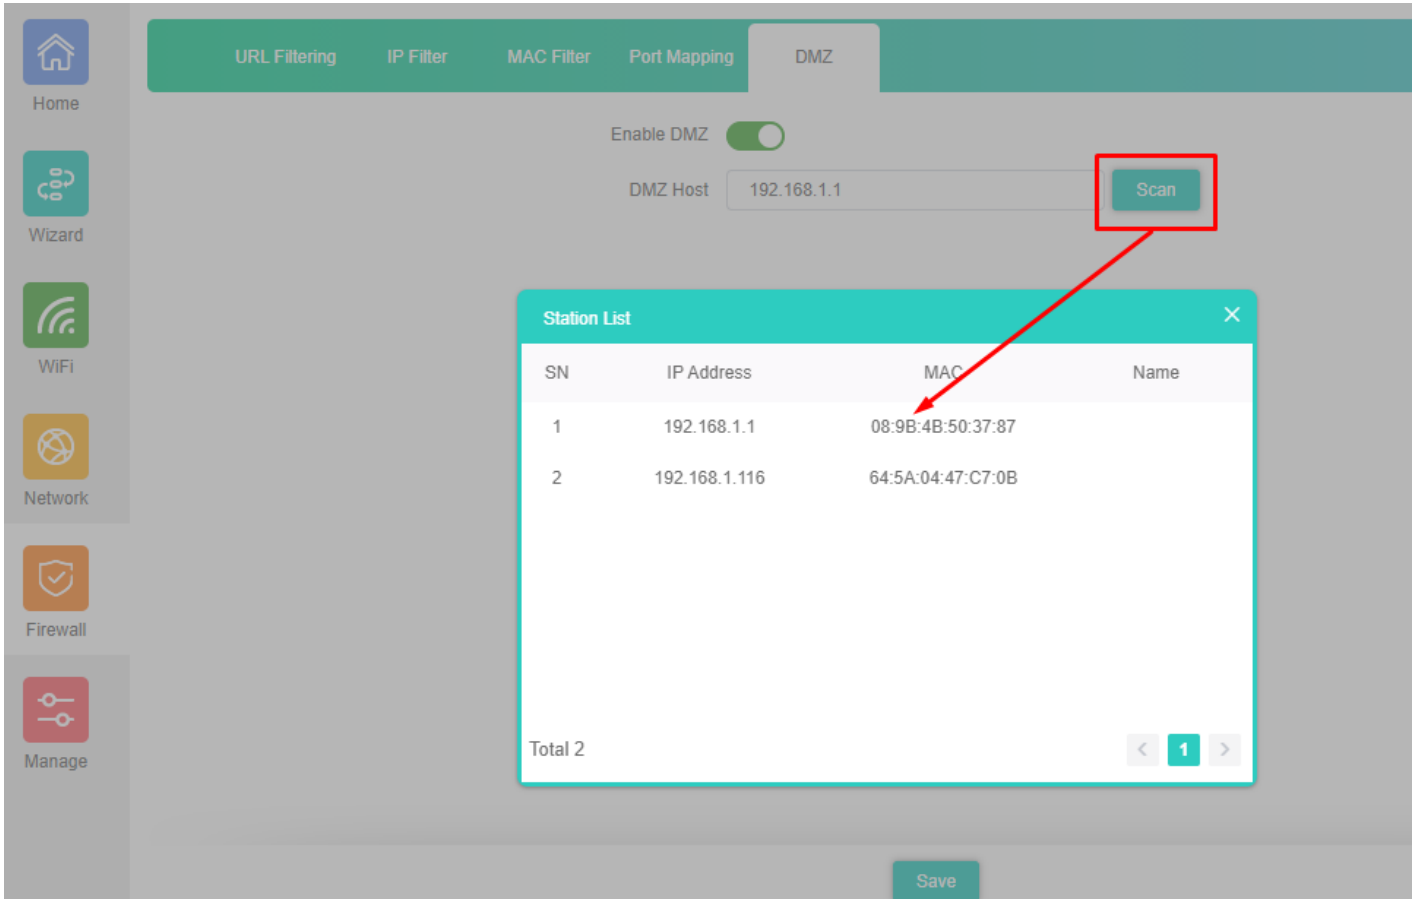 Home
Wizard
WiFi
Network
Firewall
Manage
URL Filtering IP Filter MAC Filter Port Mapping DMZ
Enable DMZ
DMZ Host 192.168.1.1 Scan
Station List
SN IP Address MAC Name
1 192.168.1.1 08:9B:4B:50:37:87
2 192.168.1.116 64:5A:04:47:C7:0B
Total 2 < 1 >
Save